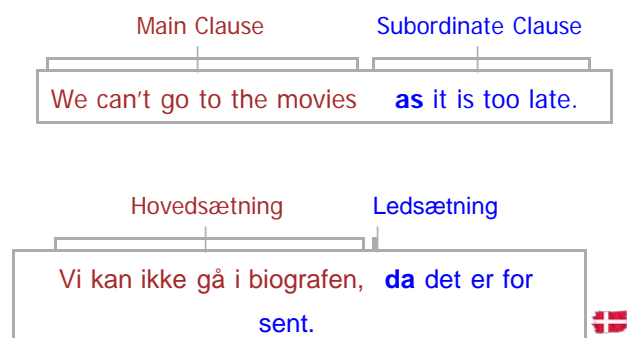 Main Clause Subordinate Clause
We can't go to the movies as it is too late.
Hovedsætning Ledsætning
Vi kan ikke gå i biografen, da det er for
sent.